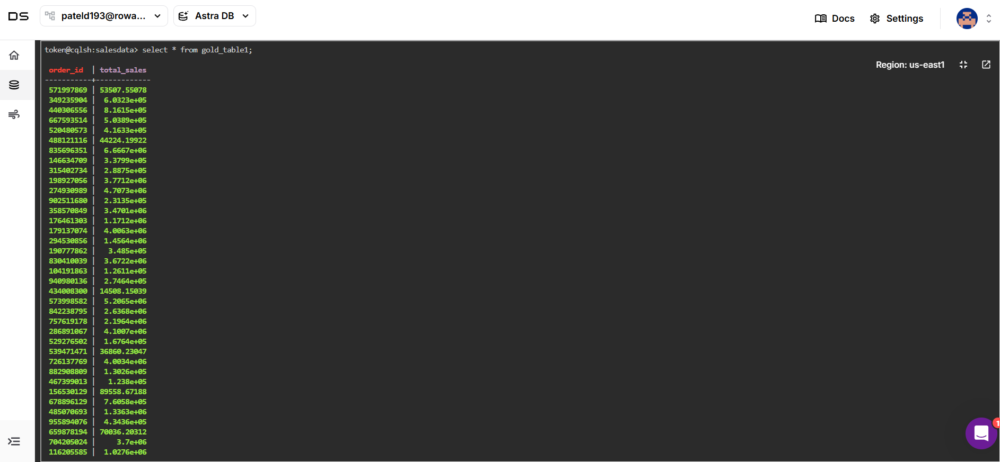 DS pateld193@rowa... Astra DB Docs Settings
token@cqlsh:salesdata> select * from gold_table1;
Region: us-east1
order_id | total_sales
-----------+-------------
571997869 | 53507.55078
349235904 | 6.0323e+05
440306556 | 8.1615e+05
667593514 | 5.0389e+05
520480573 | 4.1633e+05
488121116 | 44224.19922
835696351 | 6.6667e+06
146634709 | 3.3799e+05
315402734 | 2.8875e+05
198927056 | 3.7712e+06
274930989 | 4.7073e+06
902511680 | 2.3135e+05
358570849 | 3.4701e+06
176461303 | 1.1712e+06
179137074 | 4.0063e+06
294530856 | 1.4564e+06
190777862 | 3.485e+05
830410039 | 3.6722e+06
104191863 | 1.2611e+05
940980136 | 2.7464e+05
434008300 | 14508.15039
573998582 | 5.2065e+06
842238795 | 2.6368e+06
757619178 | 2.1964e+06
286891067 | 4.1007e+06
529276502 | 1.6764e+05
539471471 | 36860.23047
726137769 | 4.0034e+06
882908809 | 1.3026e+05
467399013 | 1.238e+05
156530129 | 89558.67188
678896129 | 7.6058e+05
485070693 | 1.3363e+06
955894076 | 4.3436e+05
659878194 | 70036.20312
704205024 | 3.7e+06
116205585 | 1.0276e+06
1